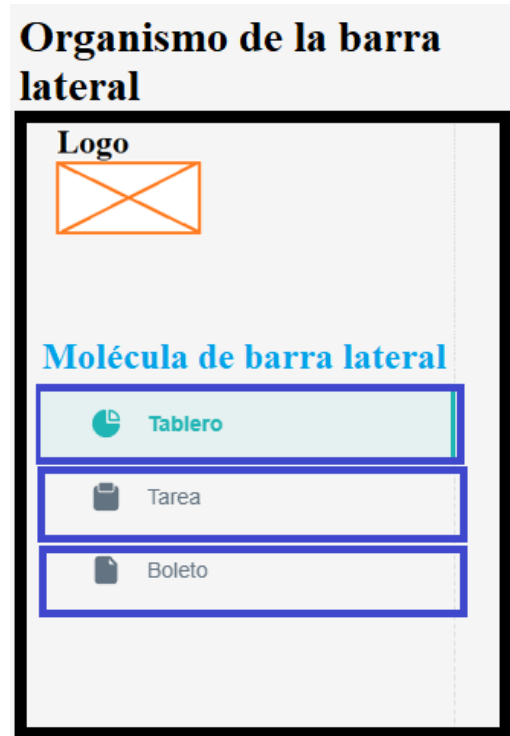 Organismo de la barra
lateral
Logo
Molécula de barra lateral
Tablero
Tarea
Boleto